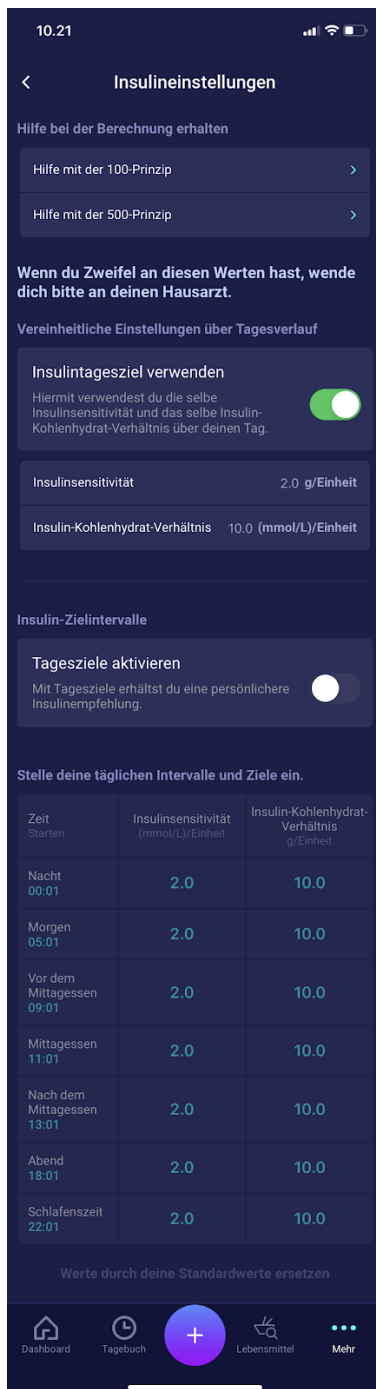 10.21
Insulineinstellungen
Hilfe bei der Berechnung erhalten
Hilfe mit der 100-Prinzip
Hilfe mit der 500-Prinzip
Wenn du Zweifel an diesen Werten hast, wende
dich bitte an deinen Hausarzt.
Vereinheitliche Einstellungen über Tagesverlauf
Insulintagesziel verwenden
Hiermit verwendest du die selbe
Insulinsensitivität und das selbe Insulin-
Kohlenhydrat-Verhältnis über deinen Tag.
Insulinsensitivität 2.0 g/Einheit
Insulin-Kohlenhydrat-Verhältnis 10.0 (mmol/L)/Einheit
Insulin-Zielintervalle
Tagesziele aktivieren
Mit Tagesziele erhältst du eine persönlichere
Insulinempfehlung.
Stelle deine täglichen Intervalle und Ziele ein.
Zeit
Starten
Insulinsensitivität
(mmol/L)/Einheit
Insulin-Kohlenhydrat-
Verhältnis
g/Einheit
Nacht
00:01
2.0
10.0
Morgen
05:01
2.0
10.0
Vor dem
Mittagessen
09:01
2.0
10.0
Mittagessen
11:01
2.0
10.0
Nach dem
Mittagessen
13:01
2.0
10.0
Abend
18:01
2.0
10.0
Schlafenszeit
22:01
2.0
10.0
Werte durch deine Standardwerte ersetzen
Dashboard
Tagebuch
Lebensmittel
Mehr